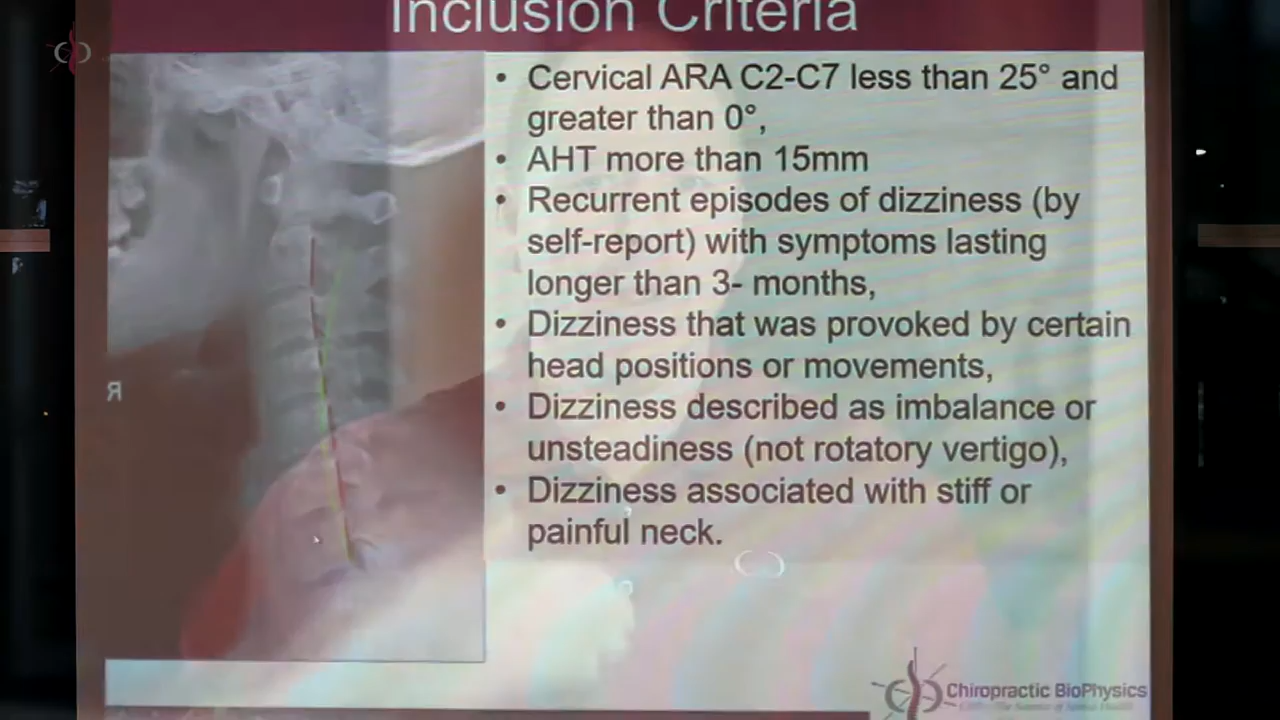 Inclusion Criteria
• Cervical ARA C2-C7 less than 25° and
greater than 0°,
• AHT more than 15mm
• Recurrent episodes of dizziness (by
self-report) with symptoms lasting
longer than 3- months,
• Dizziness that was provoked by certain
head positions or movements,
• Dizziness described as imbalance or
unsteadiness (not rotatory vertigo),
• Dizziness associated with stiff or
painful neck.
Chiropractic BioPhysics